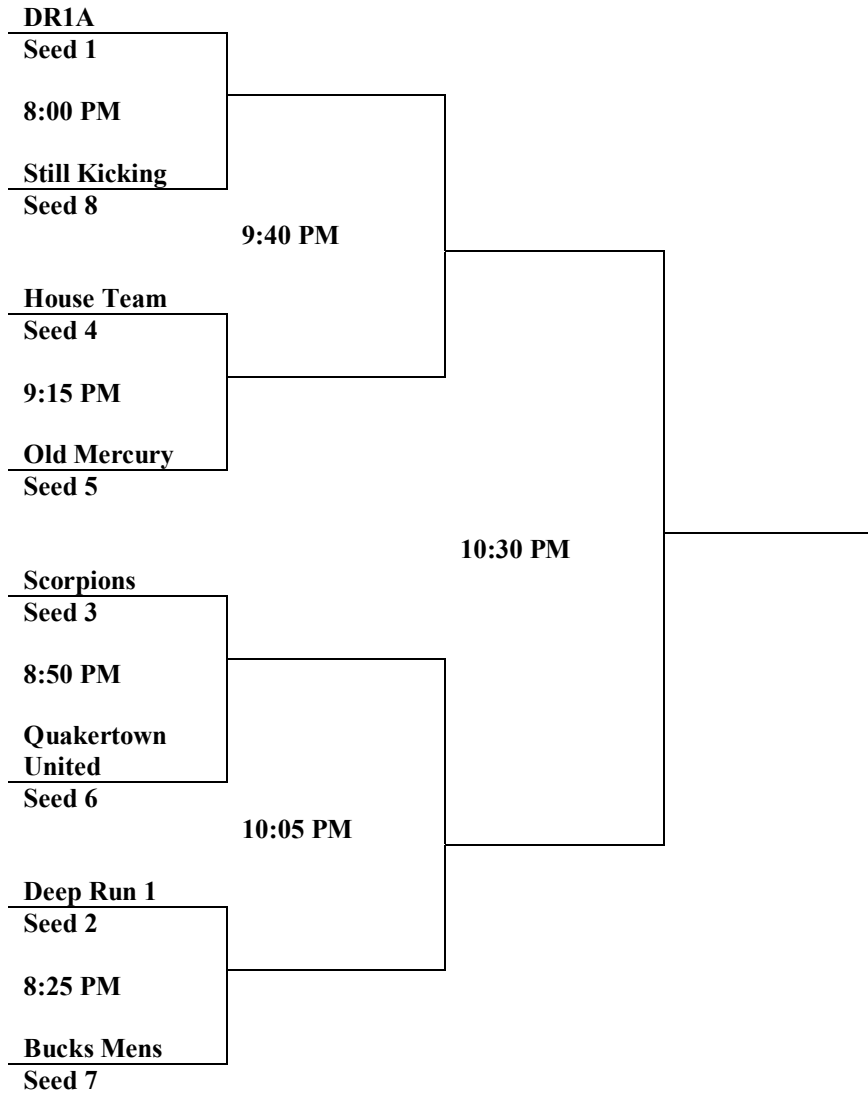 DR1A
Seed 1
8:00 PM
Still Kicking
Seed 8
9:40 PM
House Team
Seed 4
9:15 PM
Old Mercury
Seed 5
10:30 PM
Scorpions
Seed 3
8:50 PM
Quakertown
United
Seed 6
10:05 PM
Deep Run 1
Seed 2
8:25 PM
Bucks Mens
Seed 7